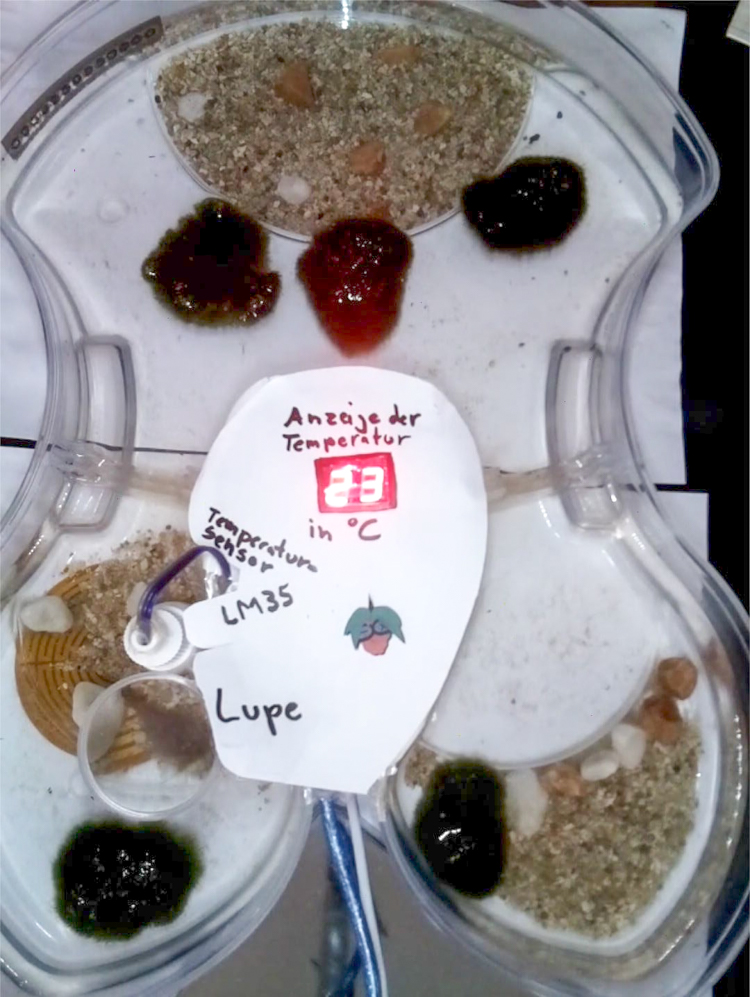 Anzeige der
Temperatur
23
in °C
Temperatur-
sensor
LM35
Lupe